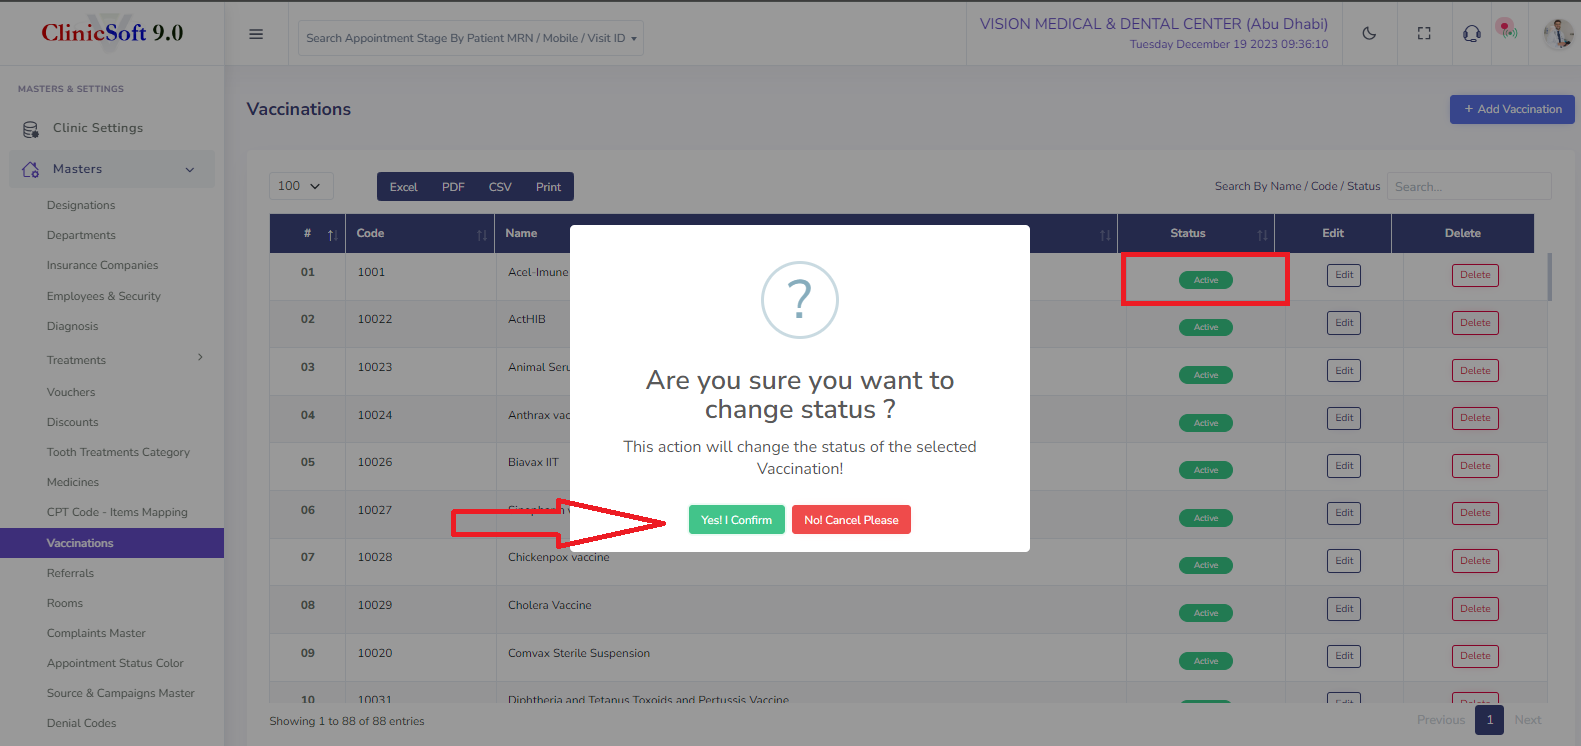 ClinicSoft 9.0
Search Appointment Stage By Patient MRN / Mobile / Visit ID
VISION MEDICAL & DENTAL CENTER (Abu Dhabi)
Tuesday December 19 2023 09:36:10
MASTERS & SETTINGS
Clinic Settings
Masters
Designations
Departments
Insurance Companies
Employees & Security
Diagnosis
Treatments
Vouchers
Discounts
Tooth Treatments Category
Medicines
CPT Code - Items Mapping
Vaccinations
Referrals
Rooms
Complaints Master
Appointment Status Color
Source & Campaigns Master
Denial Codes
Vaccinations
+ Add Vaccination
100
Excel PDF CSV Print
Search By Name / Code / Status Search...
# Code Name Status Edit Delete
01 1001 Acel-Imune Active Edit Delete
02 10022 ActHIB Active Edit Delete
03 10023 Animal Active Edit Delete
04 10024 Anthrax Active Edit Delete
05 10026 Biavax IIT Active Edit Delete
06 10027 Active Edit Delete
07 10028 Chickenpox vaccine Active Edit Delete
08 10029 Cholera Vaccine Active Edit Delete
09 10020 Comvax Sterile Suspension Active Edit Delete
10 10031 Diphtheria and Tetanus Toxoids and Pertussis Vaccine Edit Delete
Showing 1 to 88 of 88 entries
Previous 1 Next
?
Are you sure you want to
change status ?
This action will change the status of the selected
Vaccination!
Yes! I Confirm No! Cancel Please